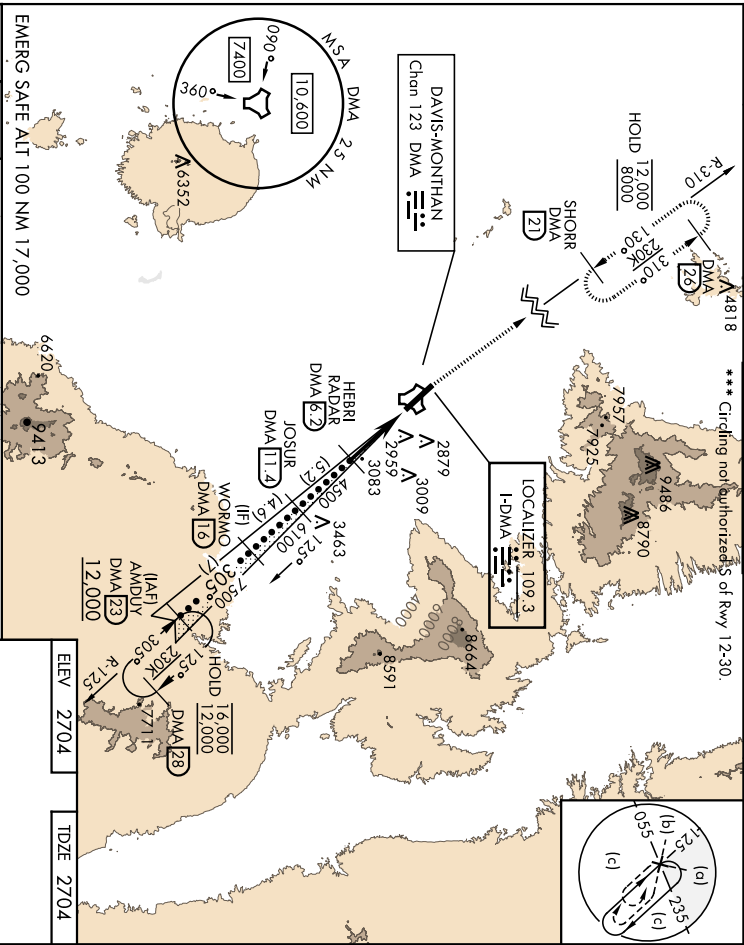 EMERG SAFE ALT 100 NM 17,000
MSA DMA 25 NM
090°
7400
10,600
360°
6352
DAVIS-MONTHAN
Chan 123 DMA
HOLD 12,000
8000
R-310
SHORR
DMA
21
130°
230K
310°
DMA
26
4818
*** Circling not authorized S of Rwy 12-30.
7957
7925
9486
8790
6620
9413
HEBRI
RADAR
DMA 6.2
JOSUR
DMA 11.4
WORMO
DMA 16
(IF)
(5.2)
(4.6)
(7)
4500
6100
7500
305°
125°
2879
2959
3009
3083
3463
LOCALIZER 109.3
I-DMA
9000
9000
8000
8664
8591
(IAF)
AMDUY
DMA 23
12,000
305°
230K
125°
R-125
HOLD 16,000
12,000
DMA 28
7711
ELEV 2704
TDZE 2704
055
(b)
125
(a)
235
(c)
(c)